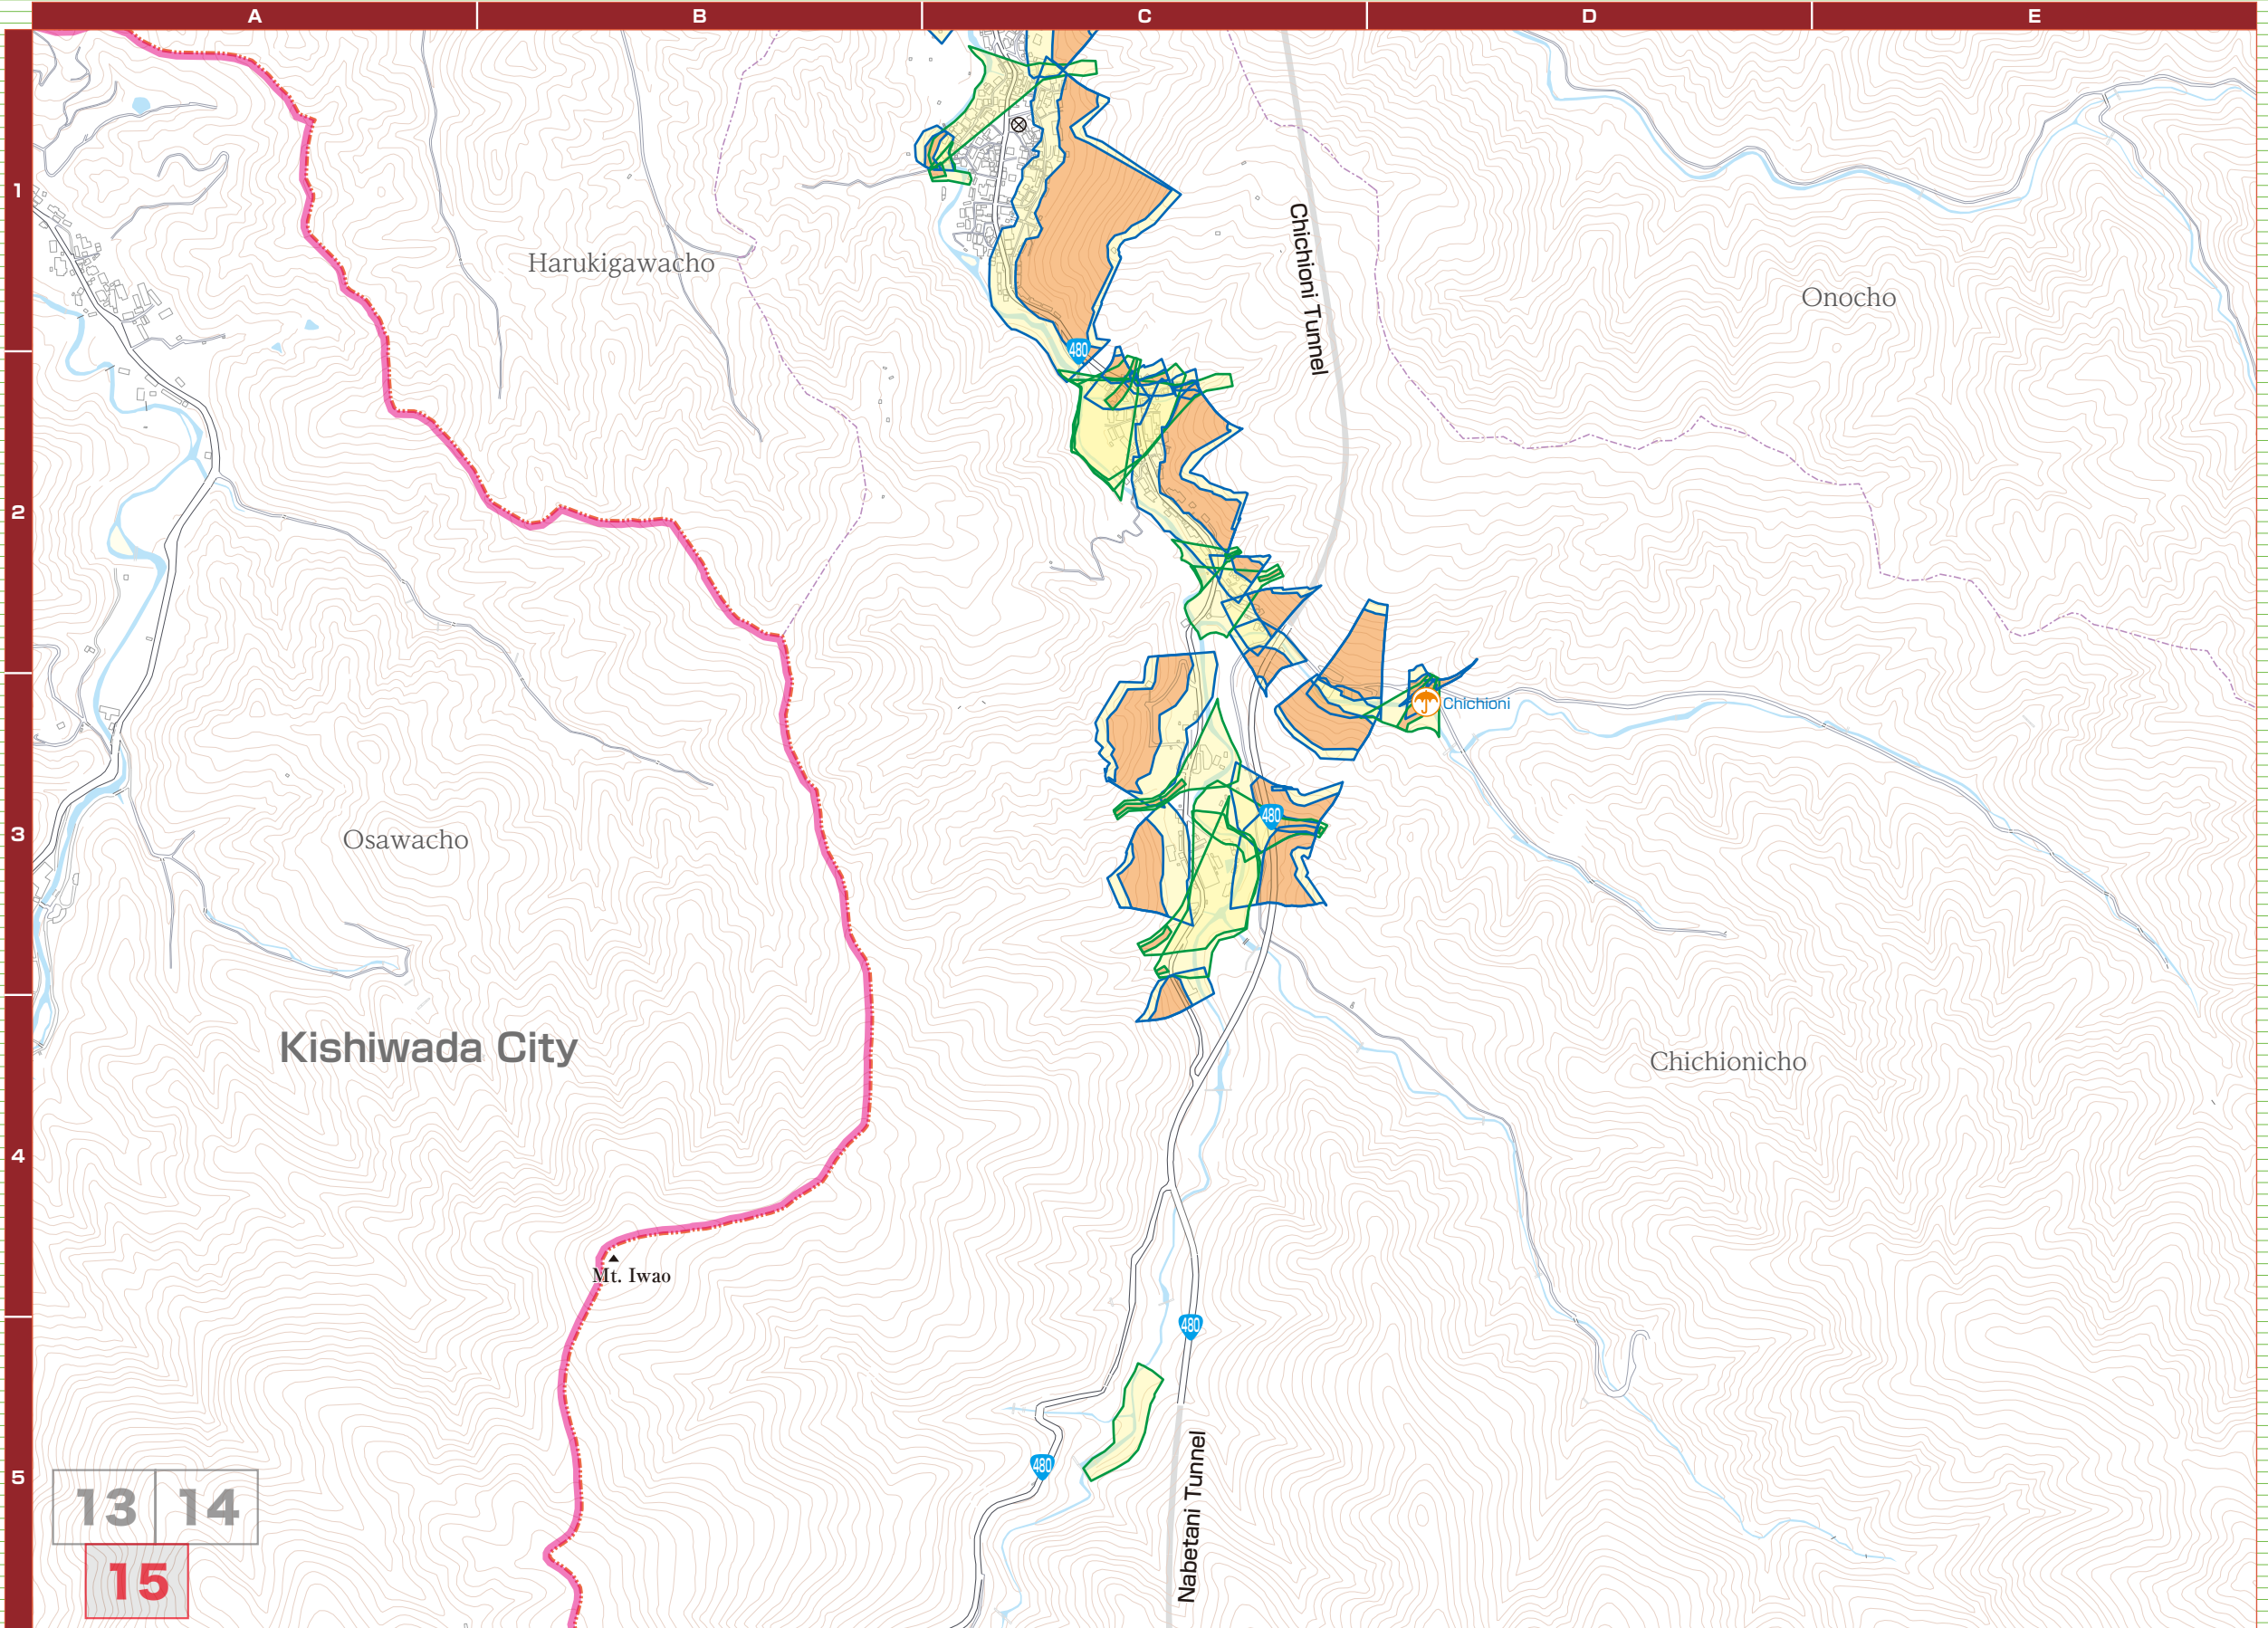 A B C D E
1
Chichioni Tunnel
Harukigawacho
Onocho
480
2
Chichioni
480
3
Osawacho
Kishiwada City
Chichionicho
4
Mt. Iwao
480
480
5
Nabetani Tunnel
13 14
15